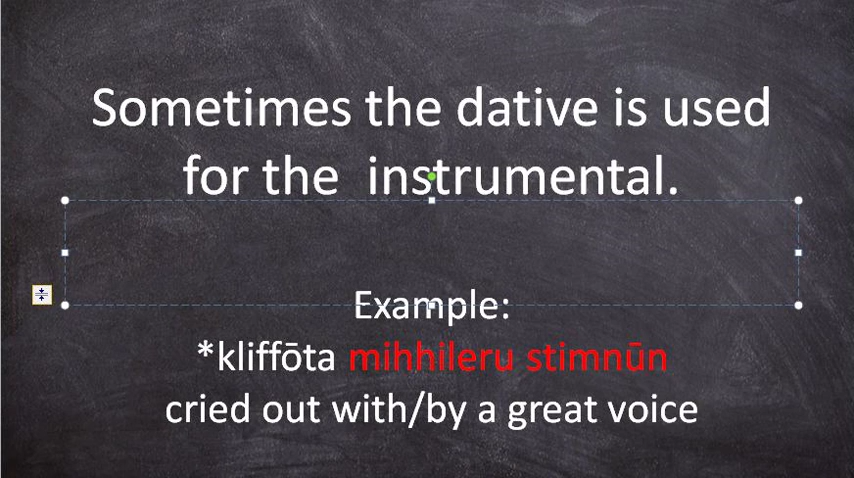 Sometimes the dative is used
for the  instrumental.
Example:
*kliffōta mihhileru stimnūn
cried out with/by a great voice